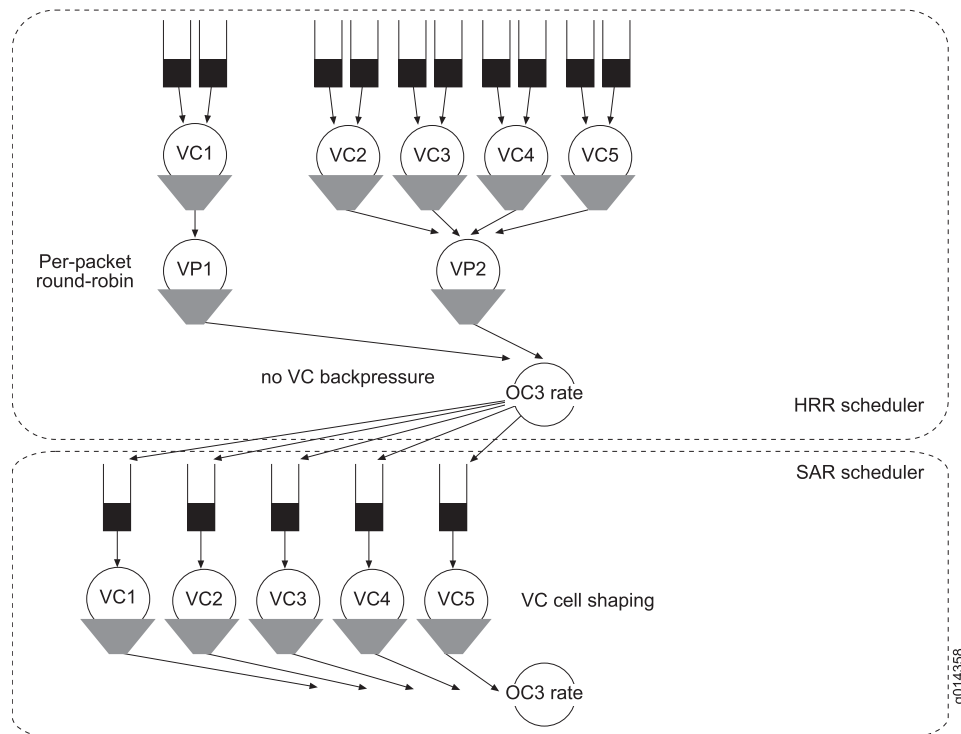 VC1
VC2
VC3
VC4
VC5
Per-packet
round-robin
VP1
VP2
no VC backpressure
OC3 rate
HRR scheduler
SAR scheduler
VC1
VC2
VC3
VC4
VC5
VC cell shaping
OC3 rate
g014358